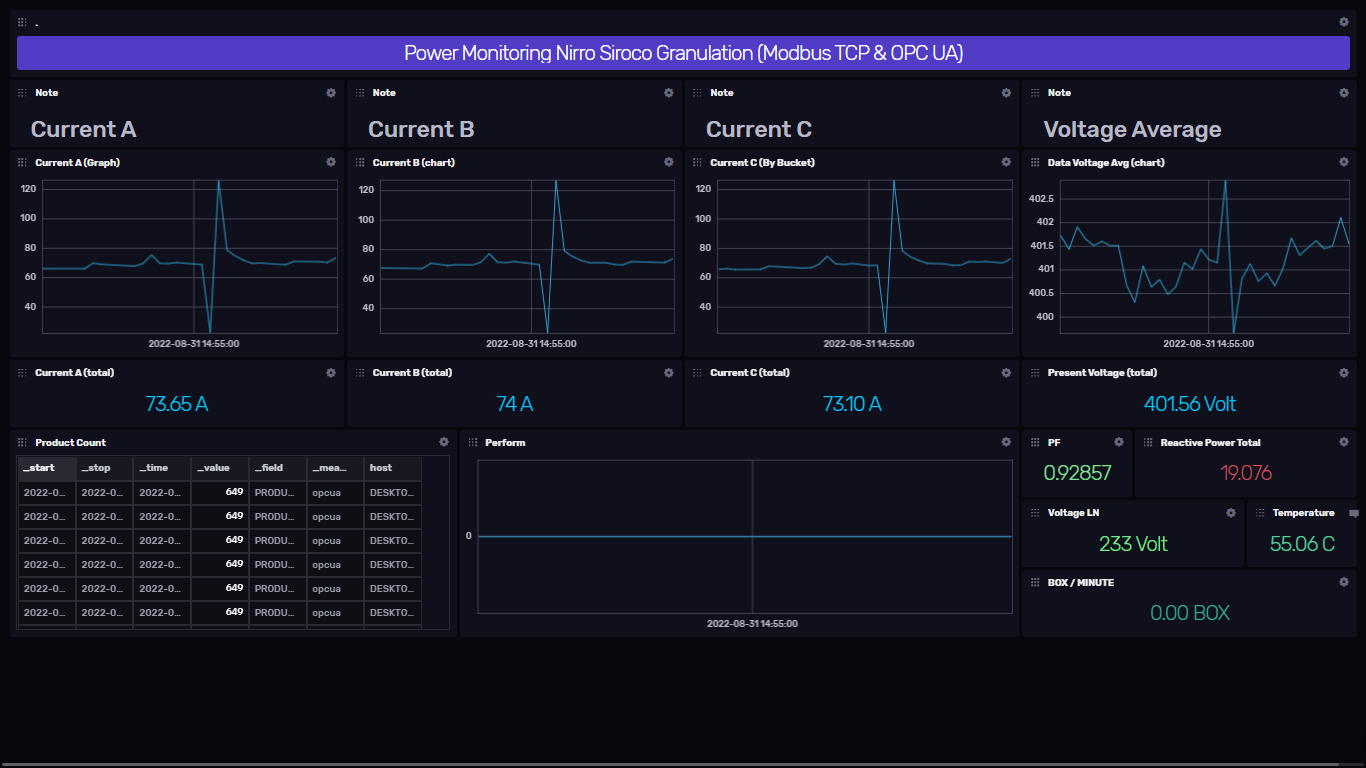 .
Power Monitoring Nirro Siroco Granulation (Modbus TCP & OPC UA)
Note
Current A
Note
Current B
Note
Current C
Note
Voltage Average
Current A (Graph)
120
100
80
60
40
2022-08-31 14:55:00
Current B (chart)
120
100
80
60
40
2022-08-31 14:55:00
Current C (By Bucket)
120
100
80
60
40
2022-08-31 14:55:00
Data Voltage Avg (chart)
402.5
402
401.5
401
400.5
400
2022-08-31 14:55:00
Current A (total)
73.65 A
Current B (total)
74 A
Current C (total)
73.10 A
Present Voltage (total)
401.56 Volt
Product Count
_start _stop _time _value _field _mea... host
2022-0... 2022-0... 2022-0... 649 PRODU... opcua DESKTO...
2022-0... 2022-0... 2022-0... 649 PRODU... opcua DESKTO...
2022-0... 2022-0... 2022-0... 649 PRODU... opcua DESKTO...
2022-0... 2022-0... 2022-0... 649 PRODU... opcua DESKTO...
2022-0... 2022-0... 2022-0... 649 PRODU... opcua DESKTO...
2022-0... 2022-0... 2022-0... 649 PRODU... opcua DESKTO...
Perform
0
2022-08-31 14:55:00
PF
0.92857
Reactive Power Total
19.076
Voltage LN
233 Volt
Temperature
55.06 C
BOX / MINUTE
0.00 BOX